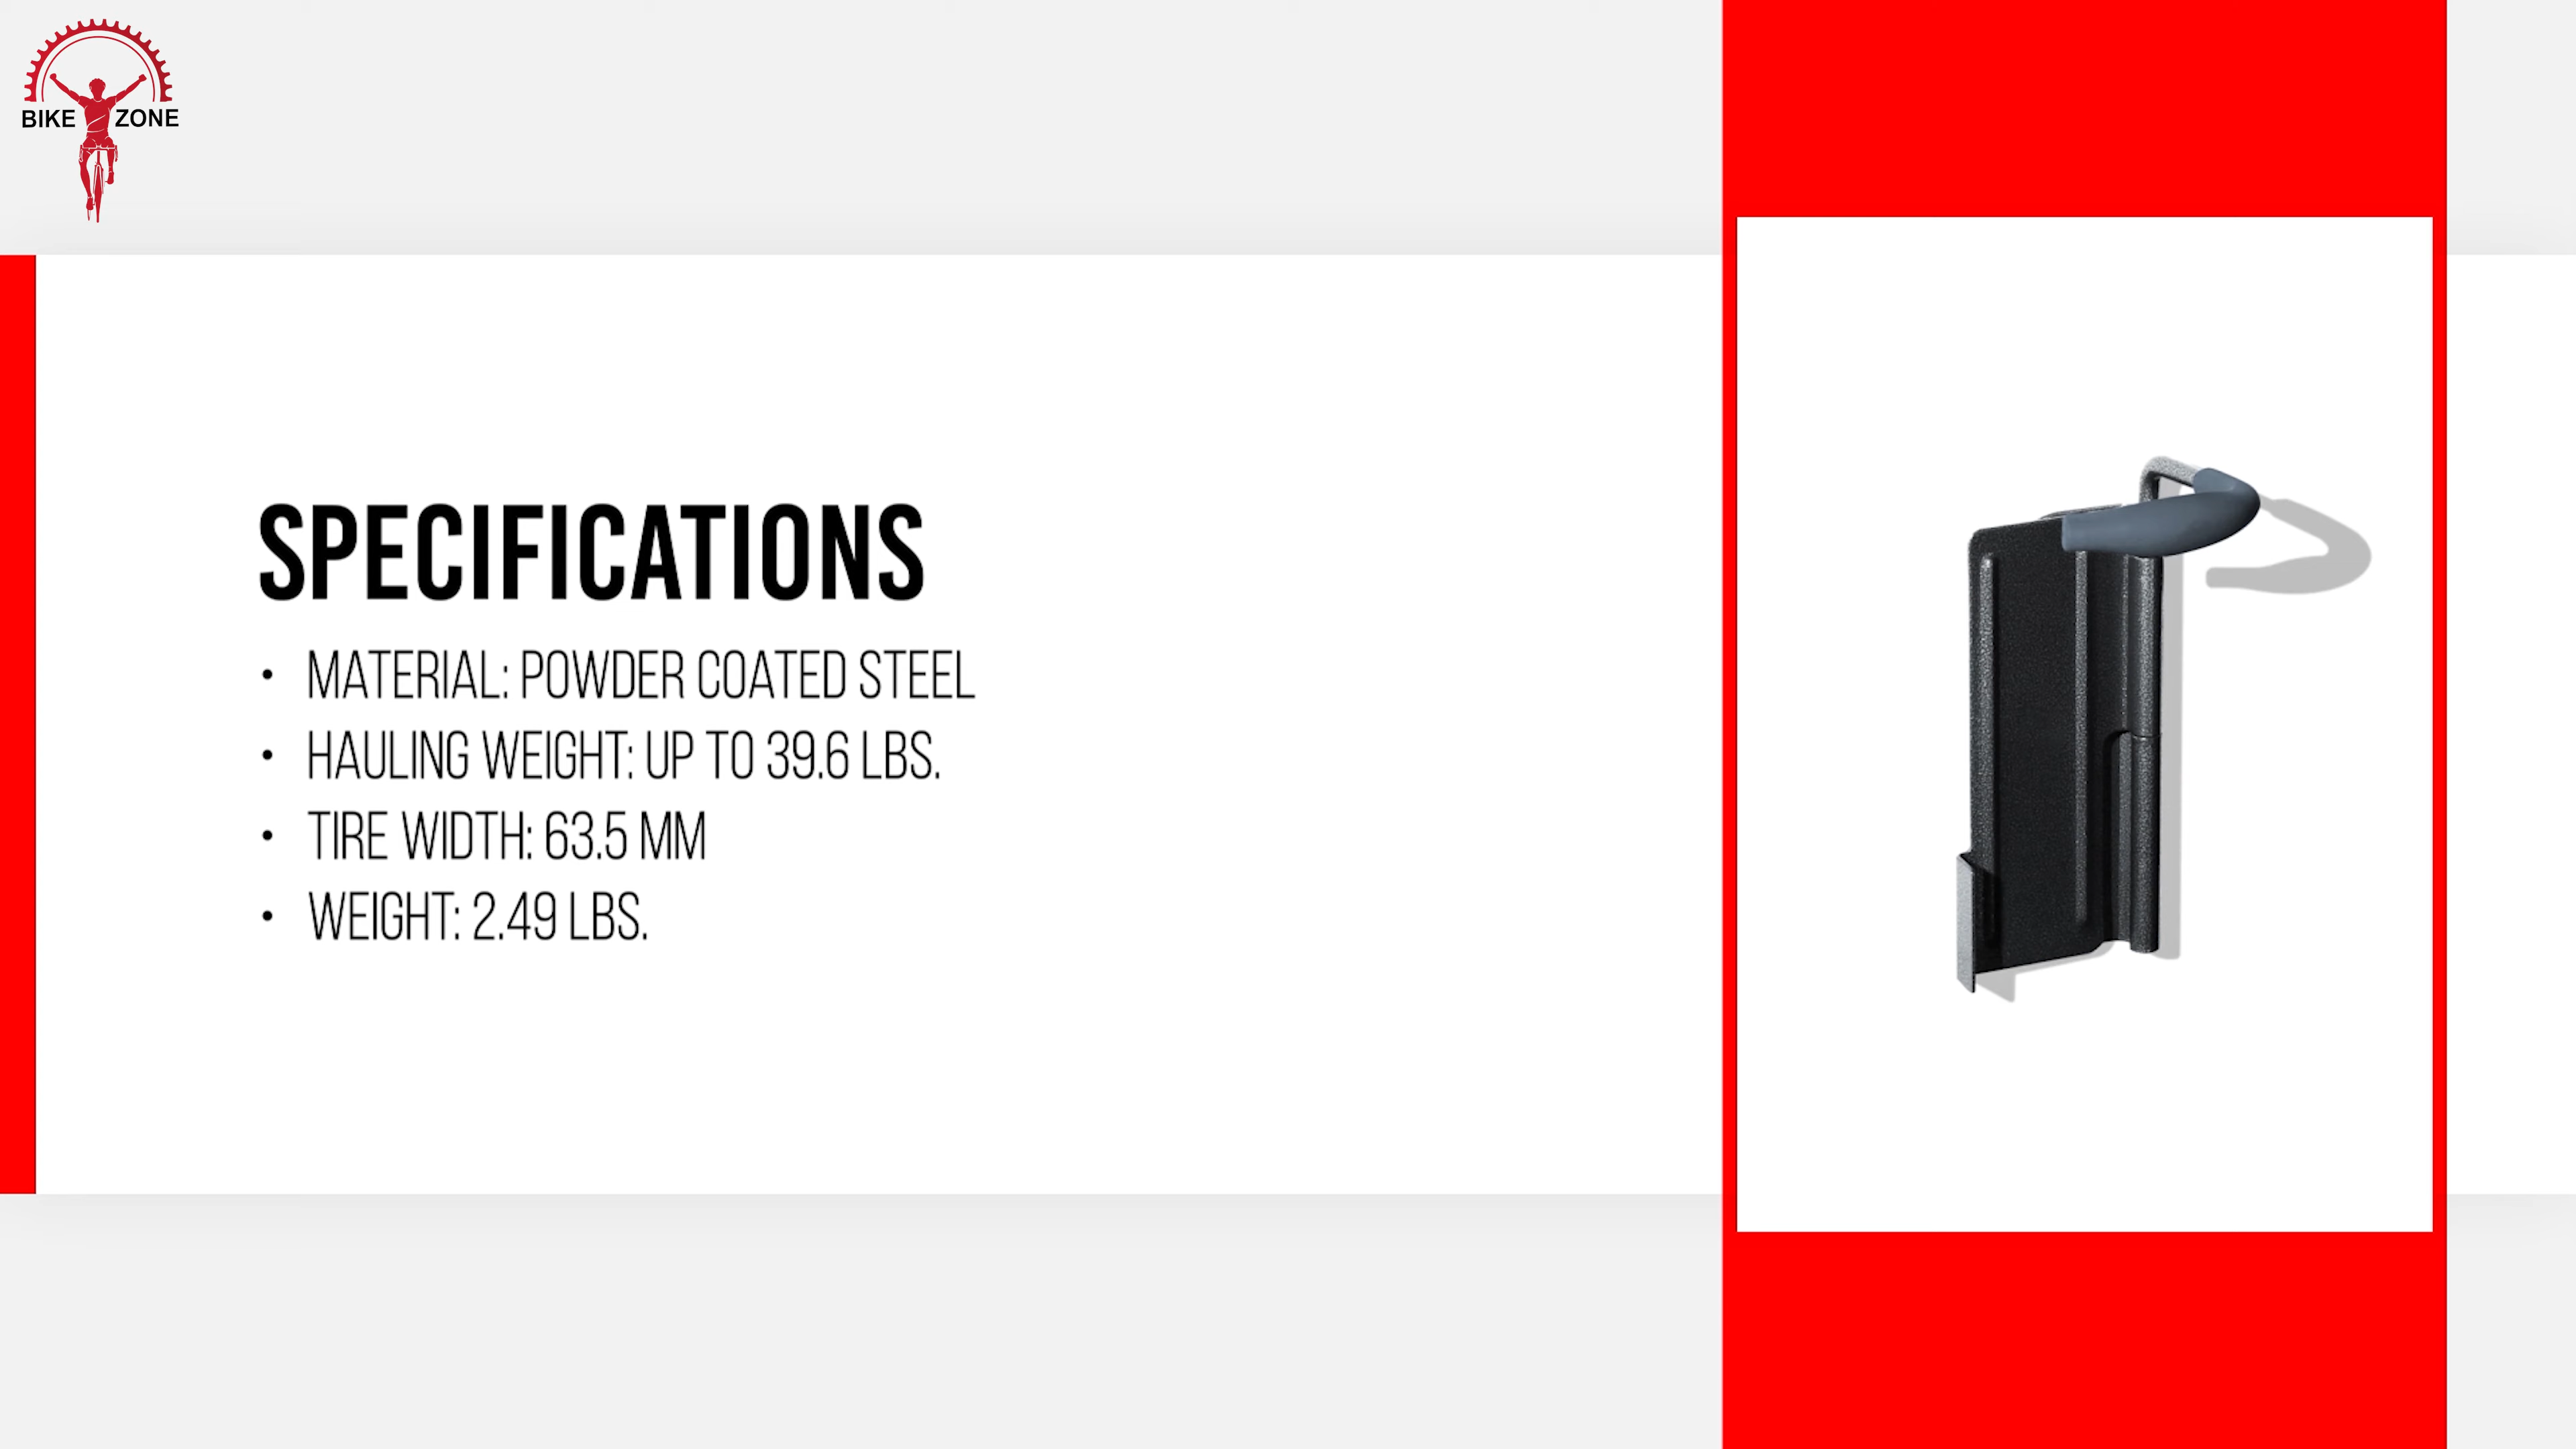 BIKE ZONE
SPECIFICATIONS
• MATERIAL: POWDER COATED STEEL
• HAULING WEIGHT: UP TO 39.6 LBS.
• TIRE WIDTH: 63.5 MM
• WEIGHT: 2.49 LBS.